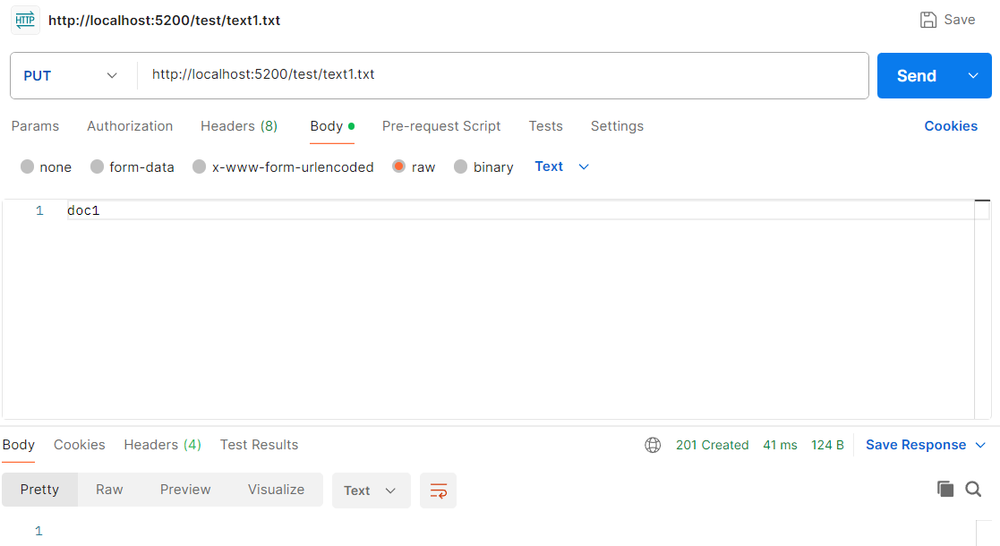 HTTP http://localhost:5200/test/text1.txt Save
PUT http://localhost:5200/test/text1.txt Send
Params Authorization Headers (8) Body Pre-request Script Tests Settings Cookies
none form-data x-www-form-urlencoded raw binary Text
1 doc1
Body Cookies Headers (4) Test Results 201 Created 41 ms 124 B Save Response
Pretty Raw Preview Visualize Text
1